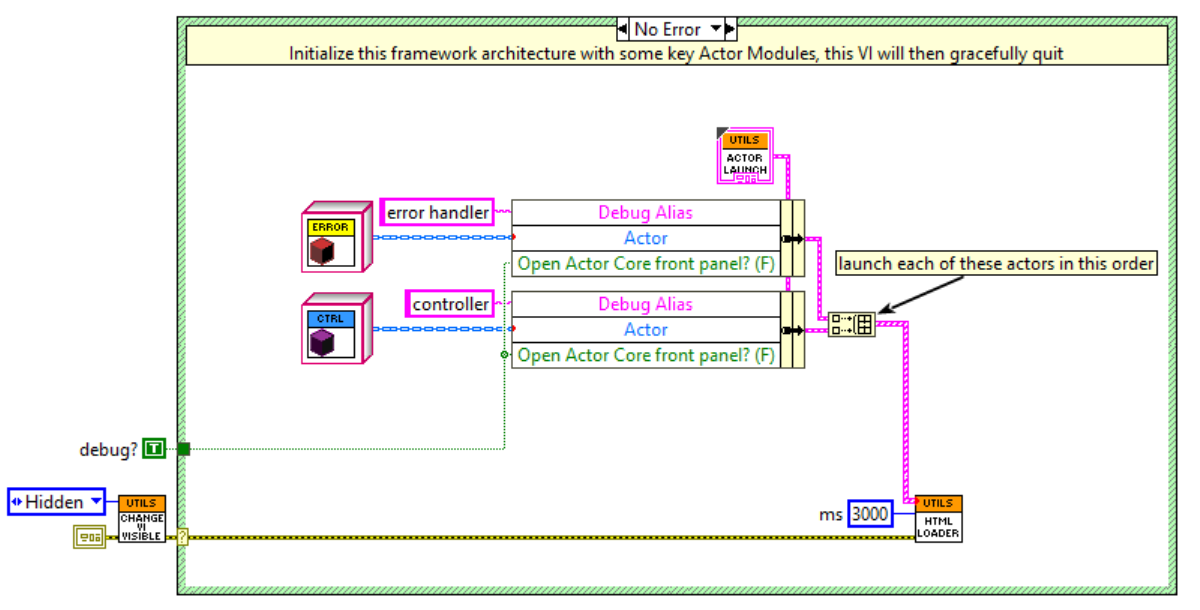 No Error
Initialize this framework architecture with some key Actor Modules, this VI will then gracefully quit
UTILS
ACTOR
LAUNCH
error handler
Debug Alias
ERROR
Actor
Open Actor Core front panel? (F)
launch each of these actors in this order
controller
Debug Alias
CTRL
Actor
Open Actor Core front panel? (F)
debug? T
Hidden
UTILS
CHANGE
VI
VISIBLE
?
ms 3000
UTILS
HTML
LOADER